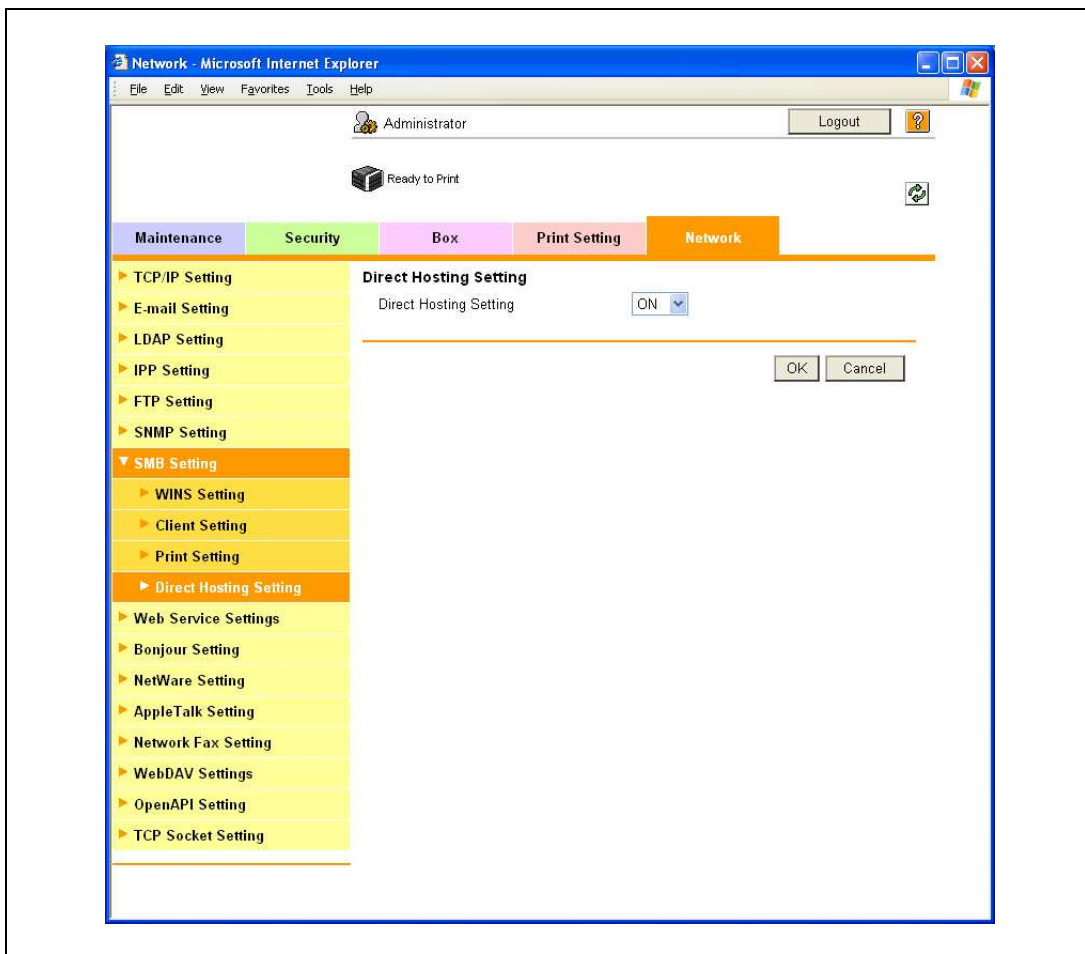 Network - Microsoft Internet Explorer
File Edit View Favorites Tools Help
Administrator
Logout
?
Ready to Print
Maintenance Security Box Print Setting Network
TCP/IP Setting
E-mail Setting
LDAP Setting
IPP Setting
FTP Setting
SNMP Setting
SMB Setting
WINS Setting
Client Setting
Print Setting
Direct Hosting Setting
Web Service Settings
Bonjour Setting
NetWare Setting
AppleTalk Setting
Network Fax Setting
WebDAV Settings
OpenAPI Setting
TCP Socket Setting
Direct Hosting Setting
Direct Hosting Setting ON
OK Cancel